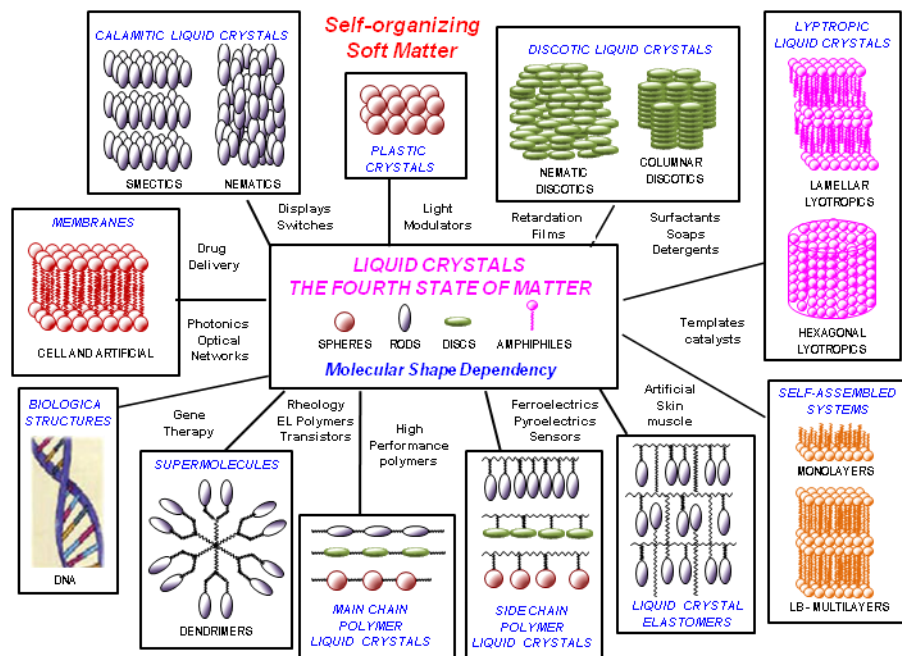 Self-organizing
Soft Matter
CALAMITIC LIQUID CRYSTALS
SMECTICS
NEMATICS
PLASTIC
CRYSTALS
DISCOTIC LIQUID CRYSTALS
NEMATIC
DISCOTICS
COLUMNAR
DISCOTICS
LYPTROPIC
LIQUID CRYSTALS
LAMELLAR
LYOTROPICS
HEXAGONAL
LYOTROPICS
MEMBRANES
CELL AND ARTIFICIAL
Displays
Switches
Light
Modulators
Retardation
Films
Surfactants
Soaps
Detergents
Drug
Delivery
Photonics
Optical
Networks
LIQUID CRYSTALS
THE FOURTH STATE OF MATTER
SPHERES
RODS
DISCS
AMPHIPHILES
Molecular Shape Dependency
Templates
catalysts
BIOLOGICA
STRUCTURES
DNA
Gene
Therapy
Rheology
EL Polymers
Transistors
High
Performance
polymers
Ferroelectrics
Pyroelectrics
Sensors
Artificial
Skin
muscle
SUPERMOLECULES
DENDRIMERS
MAIN CHAIN
POLYMER
LIQUID CRYSTALS
SIDE CHAIN
POLYMER
LIQUID CRYSTALS
LIQUID CRYSTAL
ELASTOMERS
SELF-ASSEMBLED
SYSTEMS
MONOLAYERS
LB- MULTILAYERS